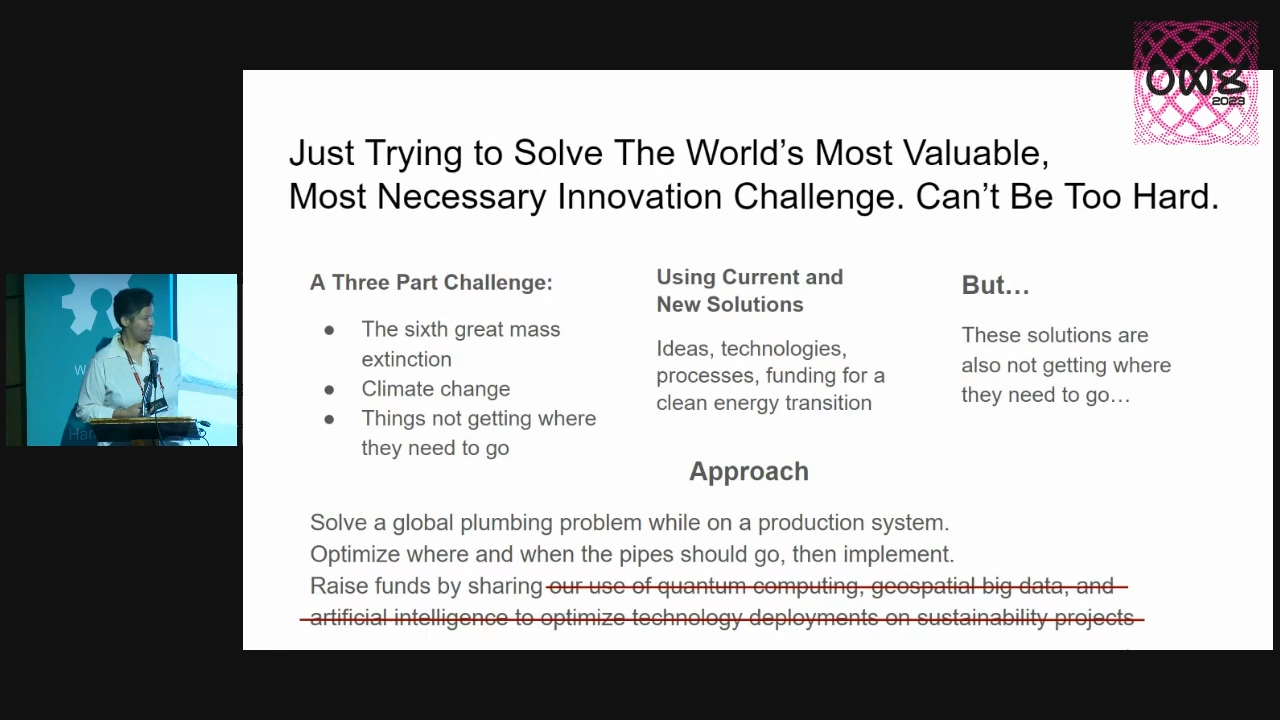 OW8
2023
Just Trying to Solve The World's Most Valuable,
Most Necessary Innovation Challenge. Can't Be Too Hard.
A Three Part Challenge:
● The sixth great mass
extinction
● Climate change
● Things not getting where
they need to go
Using Current and
New Solutions
Ideas, technologies,
processes, funding for a
clean energy transition
But…
These solutions are
also not getting where
they need to go…
Approach
Solve a global plumbing problem while on a production system.
Optimize where and when the pipes should go, then implement.
Raise funds by sharing our use of quantum computing, geospatial big data, and
artificial intelligence to optimize technology deployments on sustainability projects